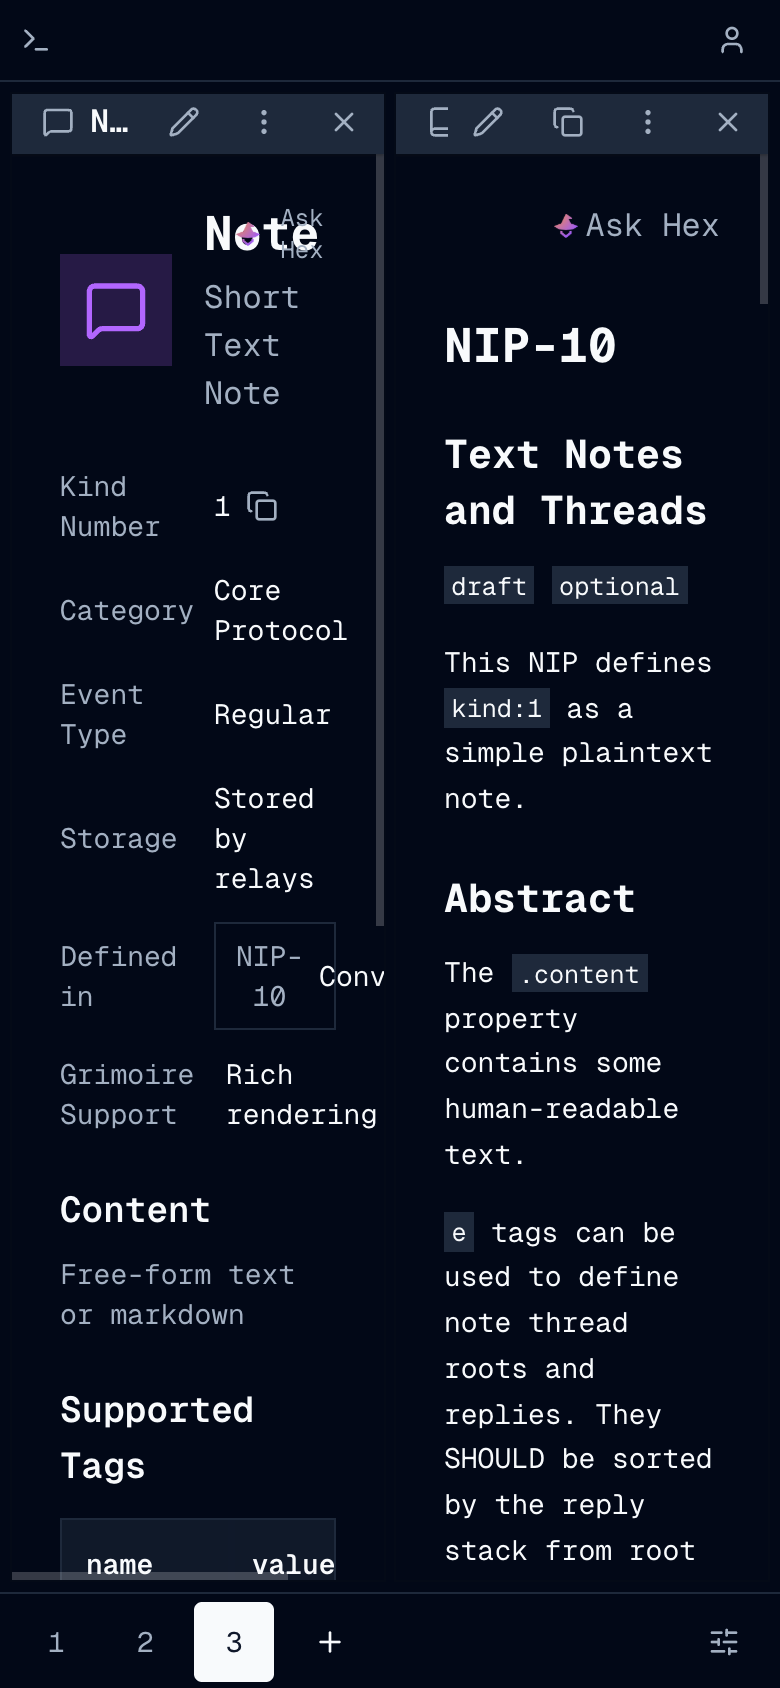 N…
Note
Ask
Hex
Short
Text
Note
Kind
Number
1
Category
Core
Protocol
Event
Type
Regular
Storage
Stored
by
relays
Defined
in
NIP-
10
Conv
Grimoire
Support
Rich
rendering
Content
Free-form text
or markdown
Supported
Tags
name value
Ask Hex
NIP-10
Text Notes
and Threads
draft optional
This NIP defines
kind:1 as a
simple plaintext
note.
Abstract
The .content
property
contains some
human-readable
text.
e tags can be
used to define
note thread
roots and
replies. They
SHOULD be sorted
by the reply
stack from root
1 2 3 +